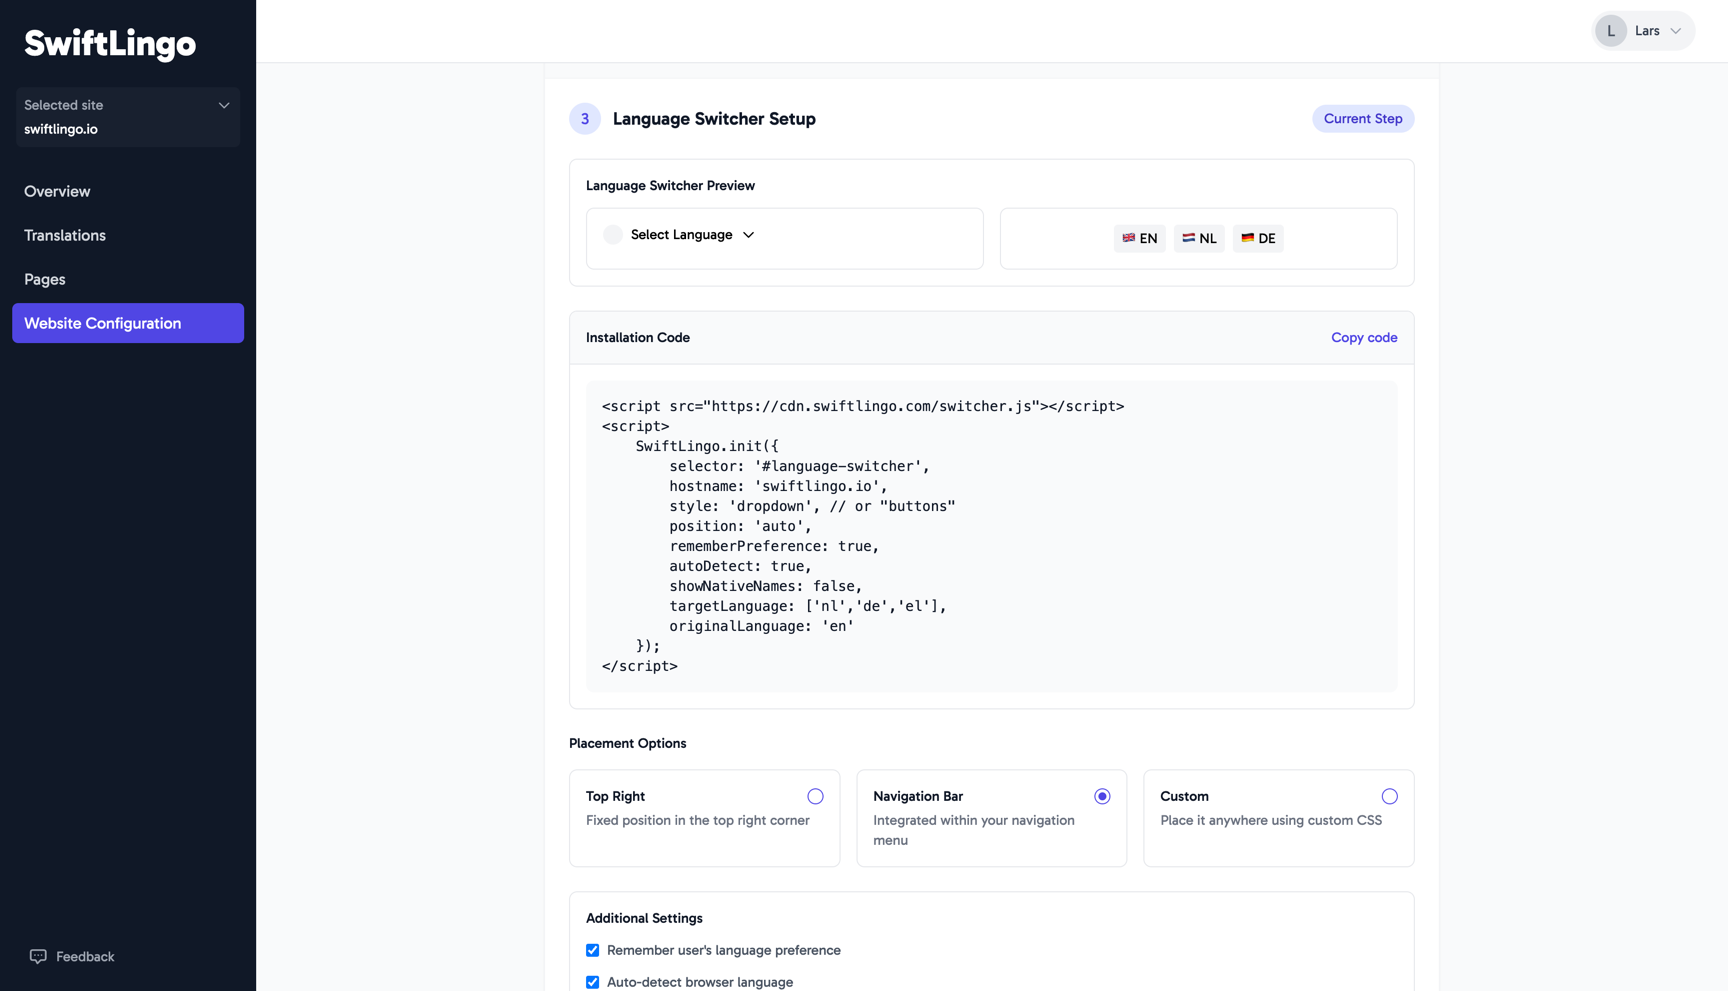 SwiftLingo
Selected site
swiftlingo.io
Overview
Translations
Pages
Website Configuration
Feedback
L Lars
3 Language Switcher Setup
Current Step
Language Switcher Preview
Select Language
EN NL DE
Installation Code
Copy code
<script src="https://cdn.swiftlingo.com/switcher.js"></script>
<script>
    SwiftLingo.init({
        selector: '#language-switcher',
        hostname: 'swiftlingo.io',
        style: 'dropdown', // or "buttons"
        position: 'auto',
        rememberPreference: true,
        autoDetect: true,
        showNativeNames: false,
        targetLanguage: ['nl','de','el'],
        originalLanguage: 'en'
    });
</script>
Placement Options
Top Right
Fixed position in the top right corner
Navigation Bar
Integrated within your navigation
menu
Custom
Place it anywhere using custom CSS
Additional Settings
Remember user's language preference
Auto-detect browser language